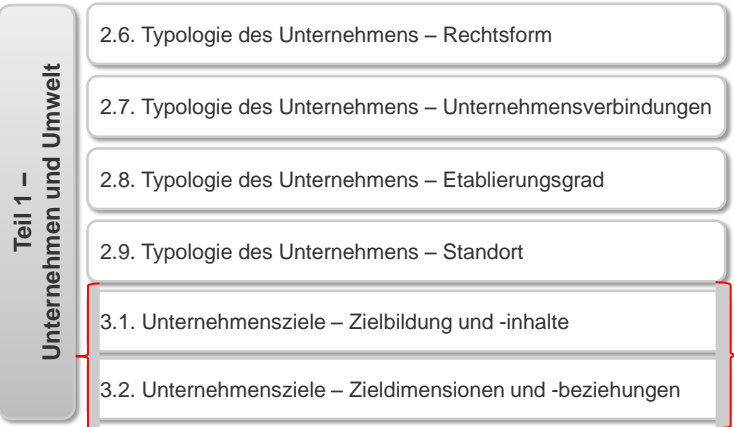 Teil 1 –
Unternehmen und Umwelt
2.6. Typologie des Unternehmens – Rechtsform
2.7. Typologie des Unternehmens – Unternehmensverbindungen
2.8. Typologie des Unternehmens – Etablierungsgrad
2.9. Typologie des Unternehmens – Standort
3.1. Unternehmensziele – Zielbildung und -inhalte
3.2. Unternehmensziele – Zieldimensionen und -beziehungen